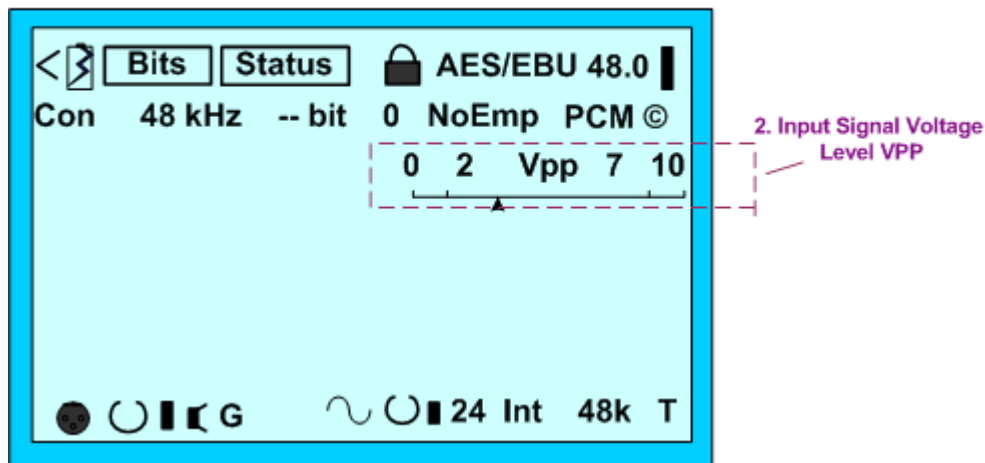 Bits Status AES/EBU 48.0
Con 48 kHz -- bit 0 NoEmp PCM ©
0 2 Vpp 7 10
2. Input Signal Voltage
Level VPP
G 24 Int 48k T